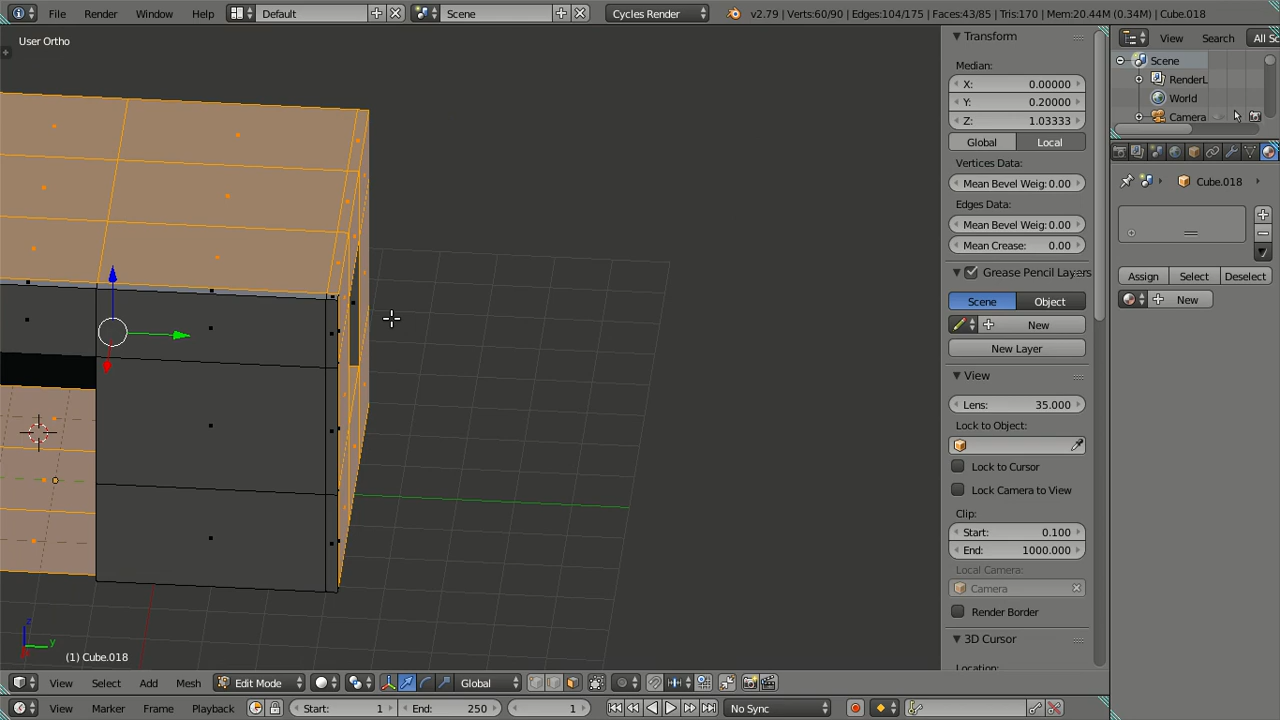 File Render Window Help Default Scene Cycles Render v2.79 | Verts:60/90 | Edges:104/175 | Faces:43/85 | Tris:170 | Mem:20.44M (0.34M) | Cube.018
User Ortho
Transform
Median:
X: 0.00000
Y: 0.20000
Z: 1.03333
Global Local
Vertices Data:
Mean Bevel Weig: 0.00
Edges Data:
Mean Bevel Weig: 0.00
Mean Crease: 0.00
Grease Pencil Layers
Scene Object
New
New Layer
View
Lens: 35.000
Lock to Object:
Lock to Cursor
Lock Camera to View
Clip:
Start: 0.100
End: 1000.000
Local Camera:
Camera
Render Border
3D Cursor
Location:
View Search All Sc
Scene
RenderL
World
Camera
Cube.018
Assign Select Deselect
New
z
y
(1) Cube.018
View Select Add Mesh Edit Mode Global
View Marker Frame Playback Start: 1 End: 250 1 No Sync